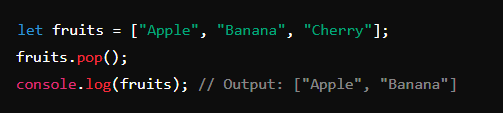 let fruits = ["Apple", "Banana", "Cherry"];
fruits.pop();
console.log(fruits); // Output: ["Apple", "Banana"]